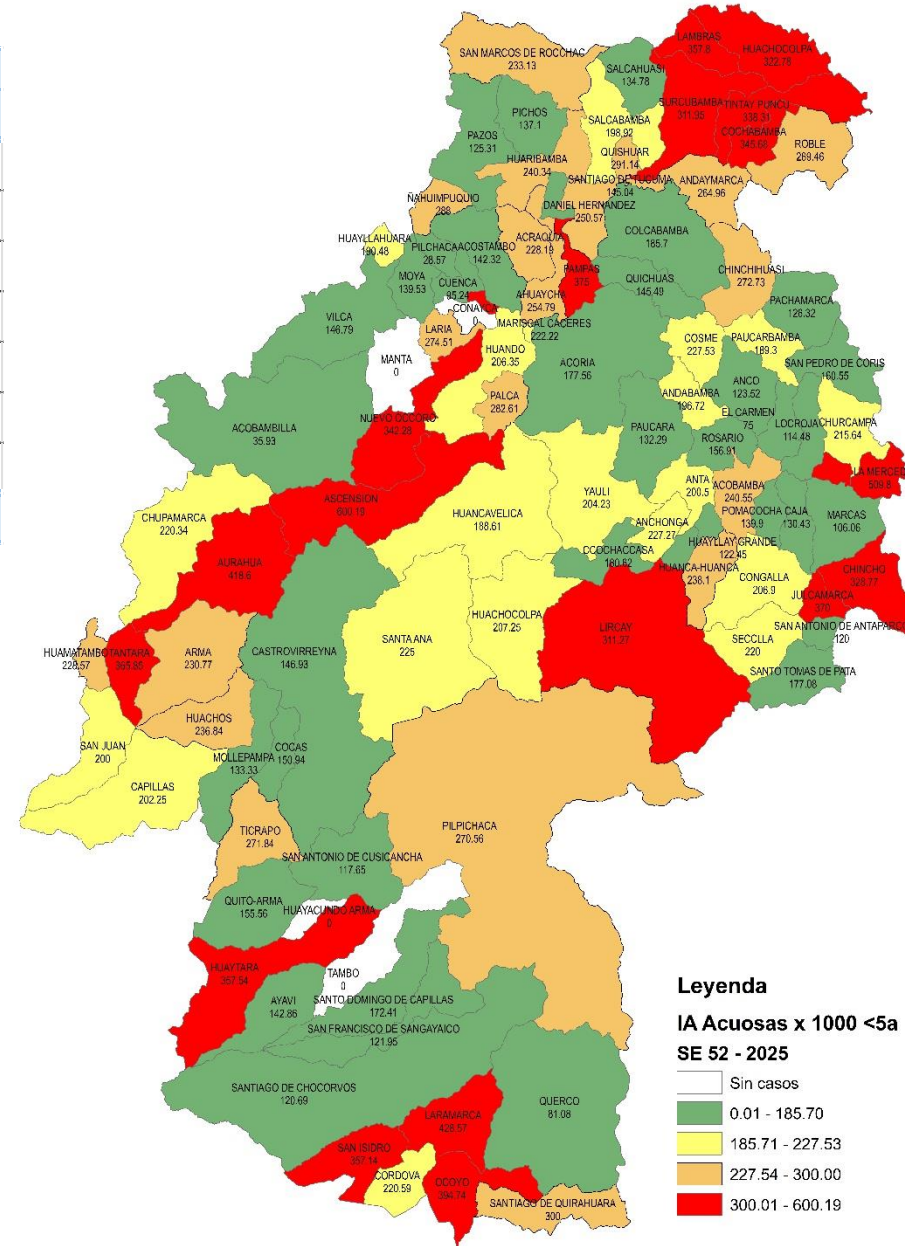 SAN MARCOS DE ROCCHAC
233.13
SALCAHUASI
134.78
LAMBRAS
357.8
HUACHOCOLPA
322.78
PICHOS
137.1
SALCABAMBA
198.92
SURCUBAMBA
311.95
TINTAY PUNCU
338.31
COCHABAMBA
345.68
ROBLE
269.46
PAZOS
125.31
HUARIBAMBA
240.34
QUISHUAR
291.14
SANTIAGO DE TUCUMA
145.04
ANDAYMARCA
264.96
ÑAHUIMPUQUIO
288
DANIEL HERNANDEZ
250.57
HUAYLLAHUARA
190.48
PILCHACA
28.57
ACOSTAMBO
142.32
ACRAQUIA
228.19
COLCABAMBA
185.7
MOYA
139.53
CUENCA
95.24
PAMPAS
375
QUICHUAS
145.49
CHINCHIHUASI
272.73
PACHAMARCA
126.32
VILCA
146.79
CONAYCA
0
AHUAYCHA
254.79
MARISCAL CÁCERES
222.22
LARIA
274.51
HUANDO
206.35
ACORIA
177.56
COSME
227.53
PAUCARBAMBA
189.3
SAN PEDRO DE CORIS
160.55
MANTA
0
PALCA
282.61
ANDABAMBA
196.72
ANCO
123.52
ACOBAMBILLA
35.93
NUEVO OCCORO
342.28
PAUCARA
132.29
EL CARMEN
75
ROSARIO
156.91
LOCROJA
114.48
CHURCAMPA
215.64
LA MERCED
509.8
CHUPAMARCA
220.34
ASCENSION
600.19
HUANCAVELICA
188.61
YAULI
204.23
ANTA
200.5
ACOBAMBA
240.55
ANCHONGA
227.27
POMACOCHA
139.9
CAJA
130.43
MARCAS
106.06
AURAHUA
418.6
CCOCHACCASA
180.82
HUAYLLAY GRANDE
122.45
HUANCA-HUANCA
238.1
CONGALLA
206.9
CHINCHO
328.77
JULCAMARCA
370
HUAMATAMBO
228.57
TANTARA
365.85
ARMA
230.77
CASTROVIRREYNA
146.93
SANTA ANA
225
HUACHOCOLPA
207.25
LIRCAY
311.27
SECCLLA
220
SAN ANTONIO DE ANTAPARCO
120
SANTO TOMAS DE PATA
177.08
HUACHOS
236.84
SAN JUAN
200
MOLLEPAMPA
133.33
COCAS
150.94
CAPILLAS
202.25
TICRAPO
271.84
PILPICHACA
270.56
SAN ANTONIO DE CUSICANCHA
117.65
QUITO-ARMA
155.56
HUAYACUNDO ARMA
0
HUAYTARA
357.54
TAMBO
0
AYAVI
142.86
SANTO DOMINGO DE CAPILLAS
172.41
SAN FRANCISCO DE SANGAYAICO
121.95
SANTIAGO DE CHOCORVOS
120.69
QUERCO
81.08
LARAMARCA
428.57
SAN ISIDRO
357.14
CORDOVA
220.59
OCOYO
394.74
SANTIAGO DE QUIRAHUARA
300
Leyenda
IA Acuosas x 1000 <5a
SE 52 - 2025
Sin casos
0.01 - 185.70
185.71 - 227.53
227.54 - 300.00
300.01 - 600.19